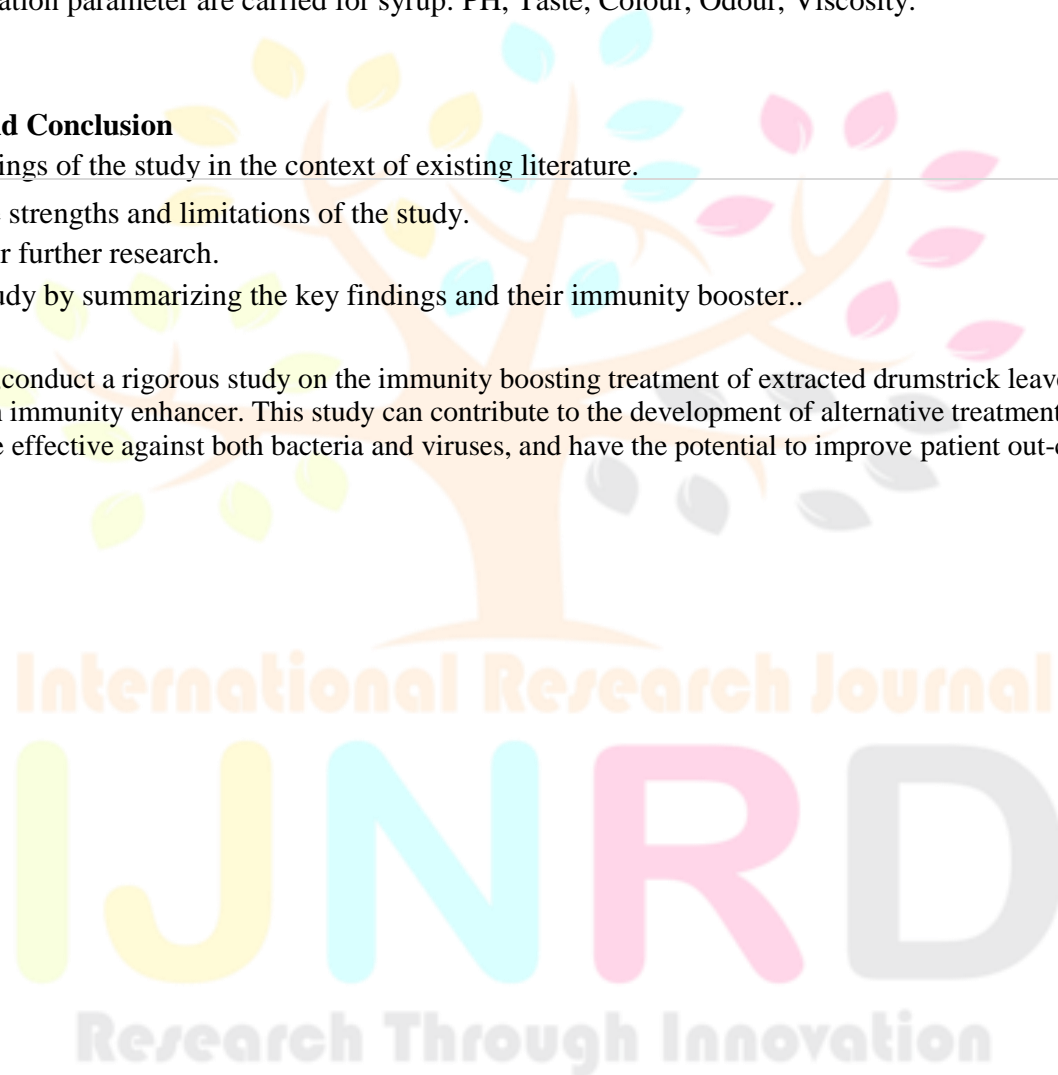 ation parameter are carried for syrup. PH, Taste, Colour, Odour, Viscosity.
d Conclusion
ings of the study in the context of existing literature.
strengths and limitations of the study.
r further research.
udy by summarizing the key findings and their immunity booster..
conduct a rigorous study on the immunity boosting treatment of extracted drumstrick leave
n immunity enhancer. This study can contribute to the development of alternative treatment
e effective against both bacteria and viruses, and have the potential to improve patient out-
International Research Journal
IJNRD
Research Through Innovation